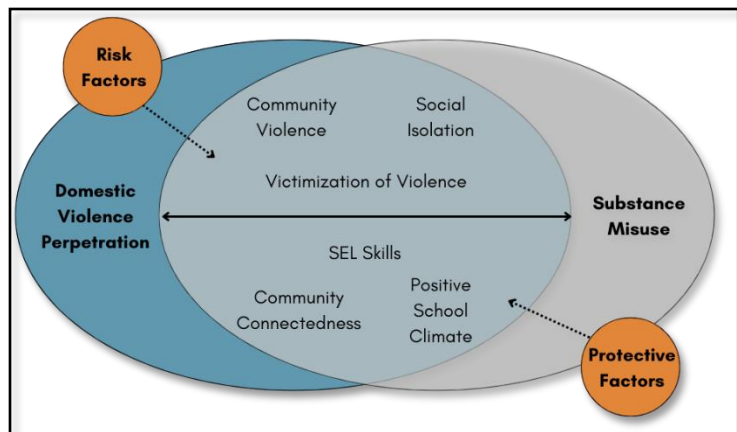 Risk
Factors
Community
Violence
Social
Isolation
Victimization of Violence
Domestic
Violence
Perpetration
Substance
Misuse
SEL Skills
Community
Connectedness
Positive
School
Climate
Protective
Factors